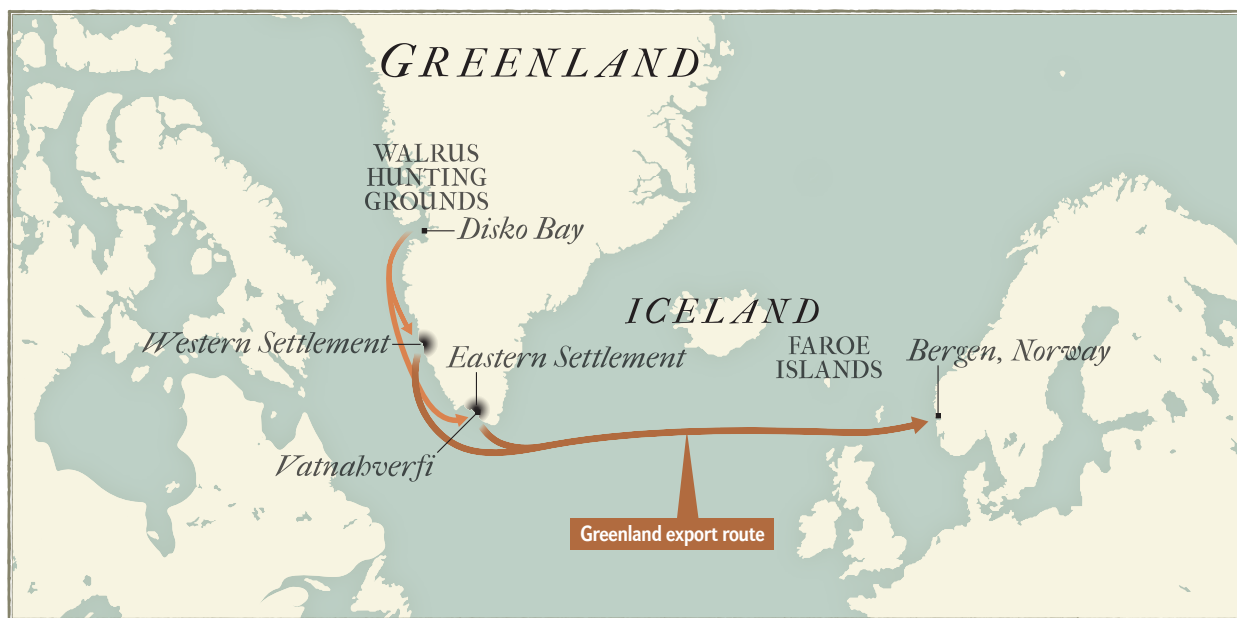 GREENLAND
WALRUS
HUNTING
GROUNDS
Disko Bay
ICELAND
Western Settlement
Eastern Settlement
FAROE
ISLANDS
Bergen, Norway
Vatnahverfi
Greenland export route